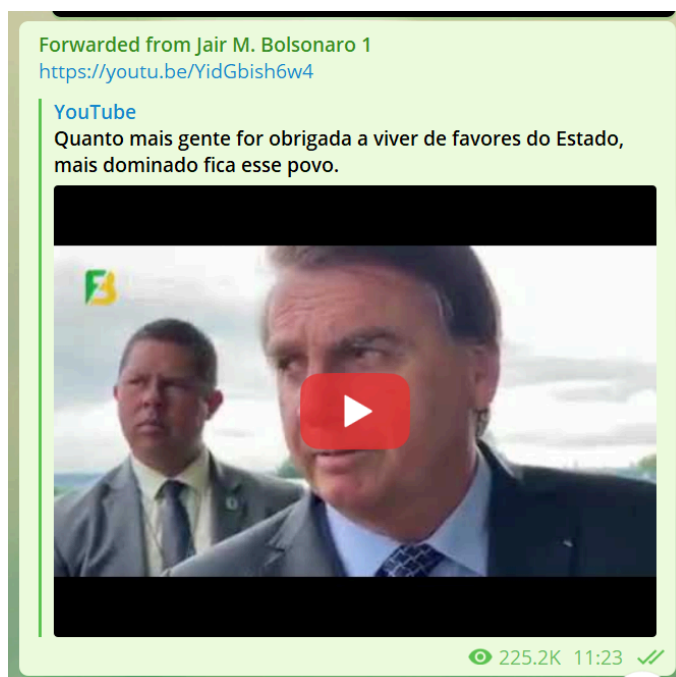 Forwarded from Jair M. Bolsonaro 1
https://youtu.be/YidGbish6w4
YouTube
Quanto mais gente for obrigada a viver de favores do Estado,
mais dominado fica esse povo.
225.2K 11:23